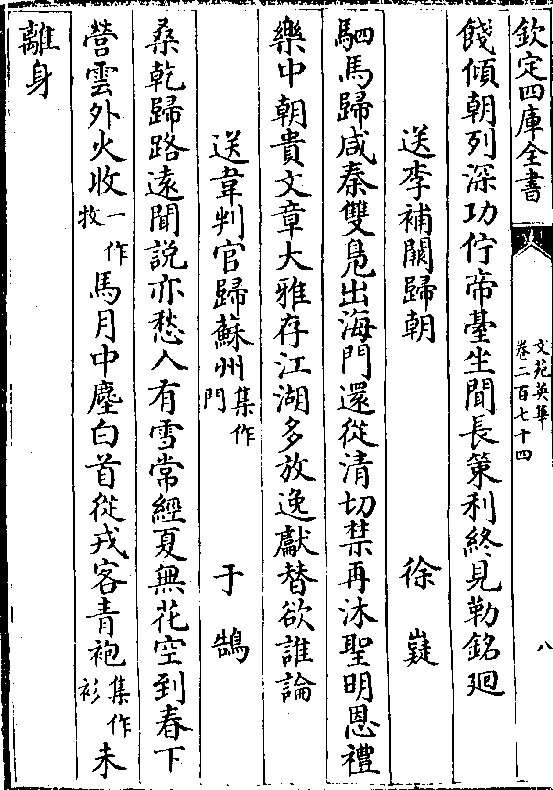 欽定四庫全書
文苑英華
卷二百七十四
八
餞傾朝列深功佇帝臺坐聞長策利終見勒銘廻
送李補闕歸朝 徐嶷
駟馬歸咸秦雙鳬出海門還從清切禁再沐聖明恩禮
樂中朝貴文章大雅存江湖多放逸獻替欲誰論
送韋判官歸蘇州集作門 于鵠
桑乾歸路遠聞説亦愁人有雪常經夏無花空到春下
營雲外火收一作牧馬月中塵白首從戎客青袍集作衫未
離身